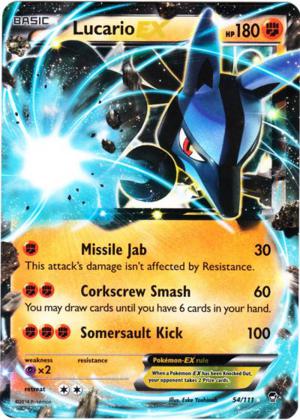 BASIC
Lucario EX HP 180
Missile Jab 30
This attack's damage isn't affected by Resistance.
Corkscrew Smash 60
You may draw cards until you have 6 cards in your hand.
Somersault Kick 100
weakness resistance Pokémon-EX rule
×2
When a Pokémon-EX has been Knocked Out,
your opponent takes 2 Prize cards.
retreat
©2014 Pokémon Illus. Eske Yoshinob 54/111